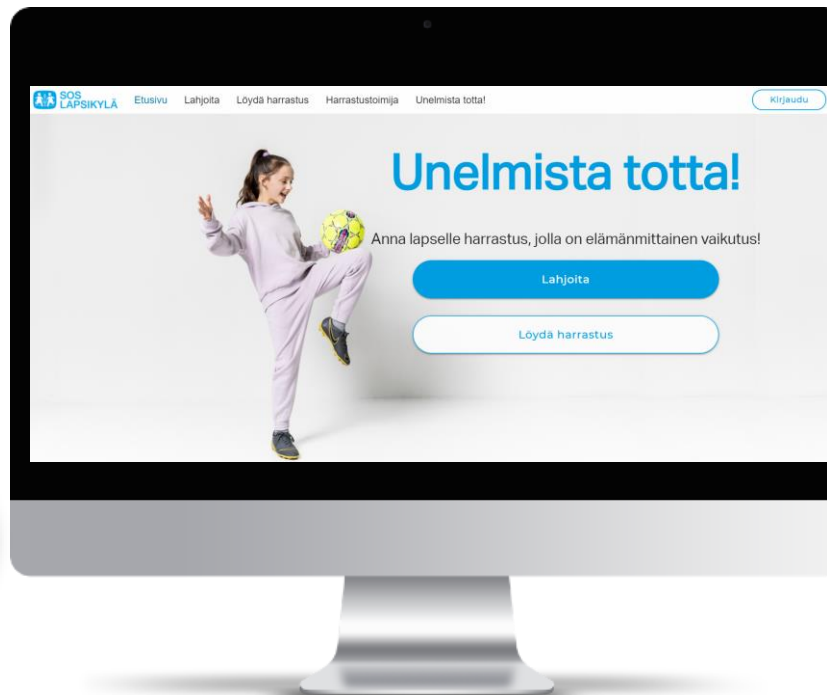 SOS
LAPSIKYLÄ
Etusivu Lahjoita Löydä harrastus Harrastustoimija Unelmista totta!
Kirjaudu
Unelmista totta!
Anna lapselle harrastus, jolla on elämänmittainen vaikutus!
Lahjoita
Löydä harrastus